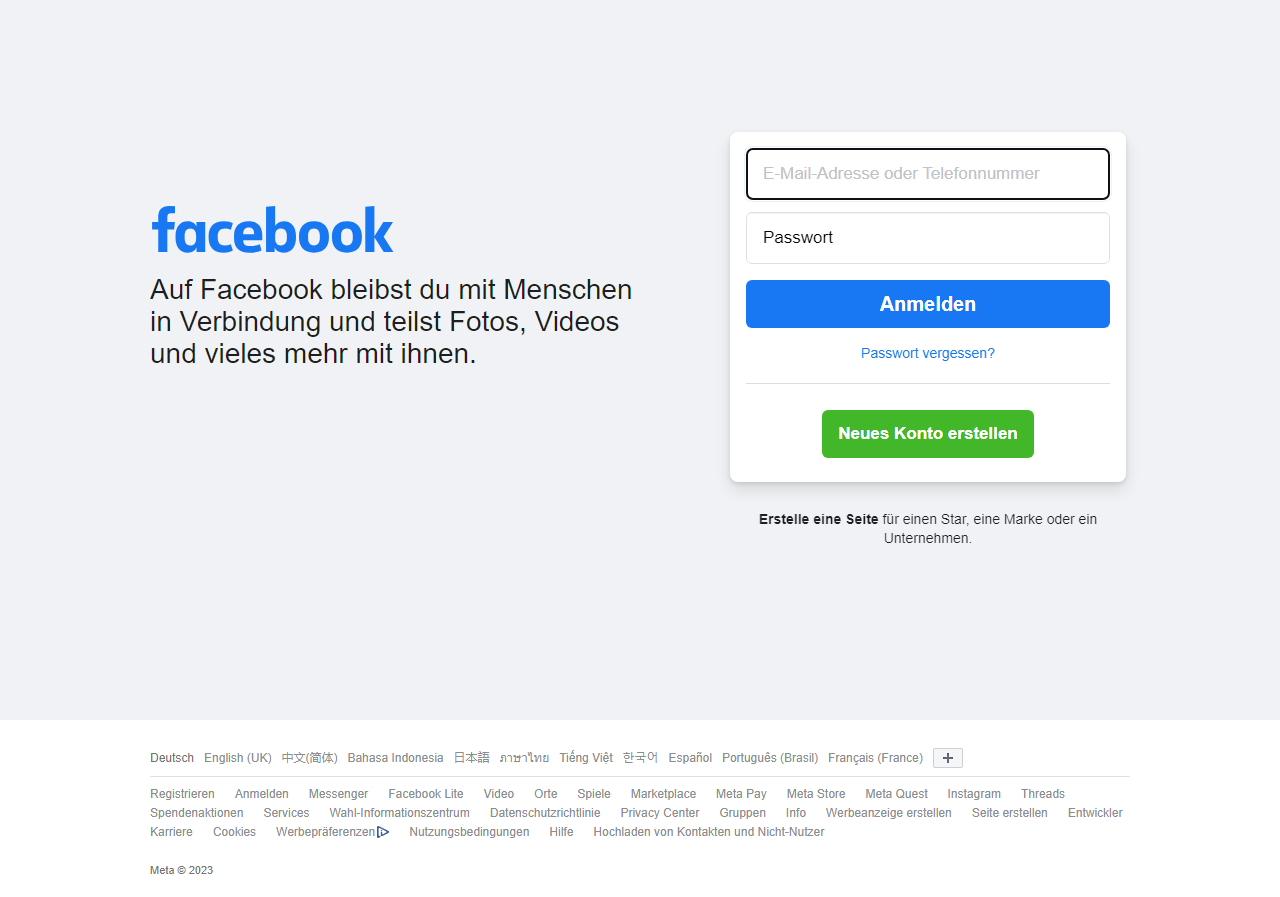 facebook
Auf Facebook bleibst du mit Menschen
in Verbindung und teilst Fotos, Videos
und vieles mehr mit ihnen.
E-Mail-Adresse oder Telefonnummer
Passwort
Anmelden
Passwort vergessen?
Neues Konto erstellen
Erstelle eine Seite für einen Star, eine Marke oder ein
Unternehmen.
Deutsch English (UK) 中文(简体) Bahasa Indonesia 日本語 ภาษาไทย Tiếng Việt 한국어 Español Português (Brasil) Français (France)
Registrieren Anmelden Messenger Facebook Lite Video Orte Spiele Marketplace Meta Pay Meta Store Meta Quest Instagram Threads
Spendenaktionen Services Wahl-Informationszentrum Datenschutzrichtlinie Privacy Center Gruppen Info Werbeanzeige erstellen Seite erstellen Entwickler
Karriere Cookies Werbepräferenzen Nutzungsbedingungen Hilfe Hochladen von Kontakten und Nicht-Nutzer
Meta © 2023